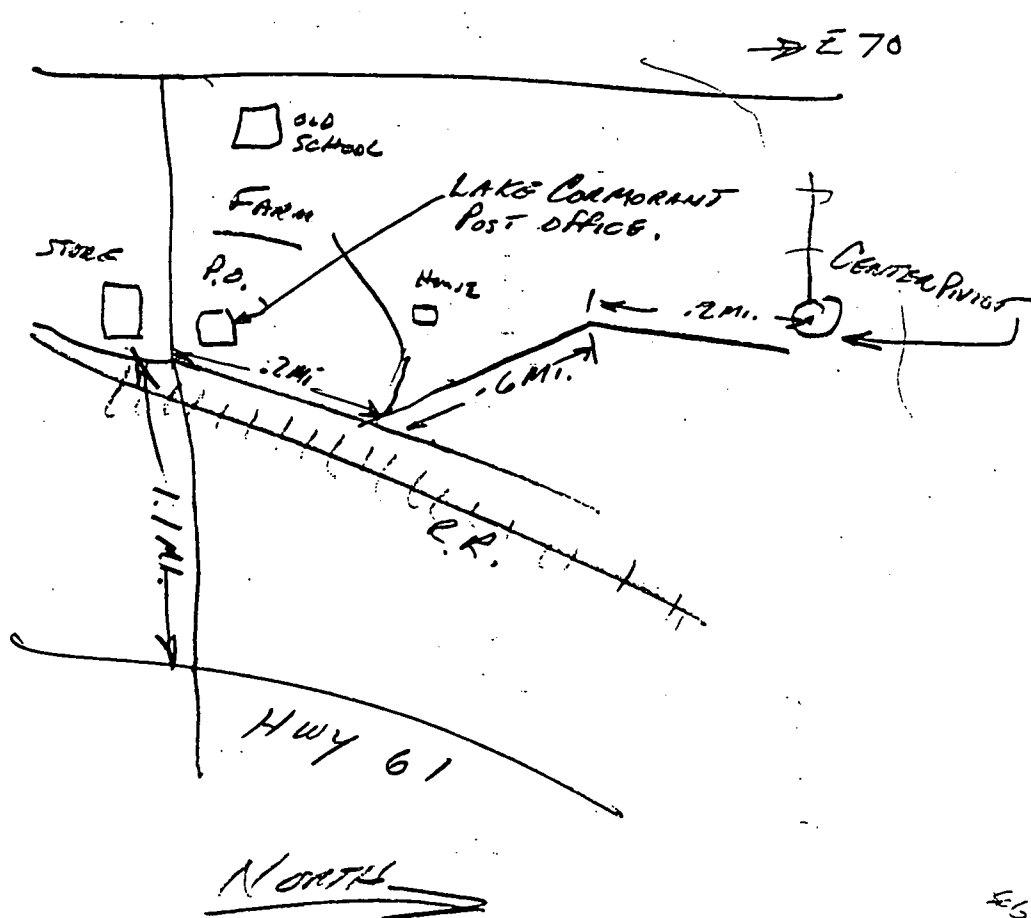 → E 70
OLD
SCHOOL
LAKE CORMORANT
POST OFFICE.
FARM
STORE
P.O.
CENTER PIVOT
.2 MI.
.2 MI.
.6 MI.
1.1 MI.
R.R.
HWY 61
NORTH